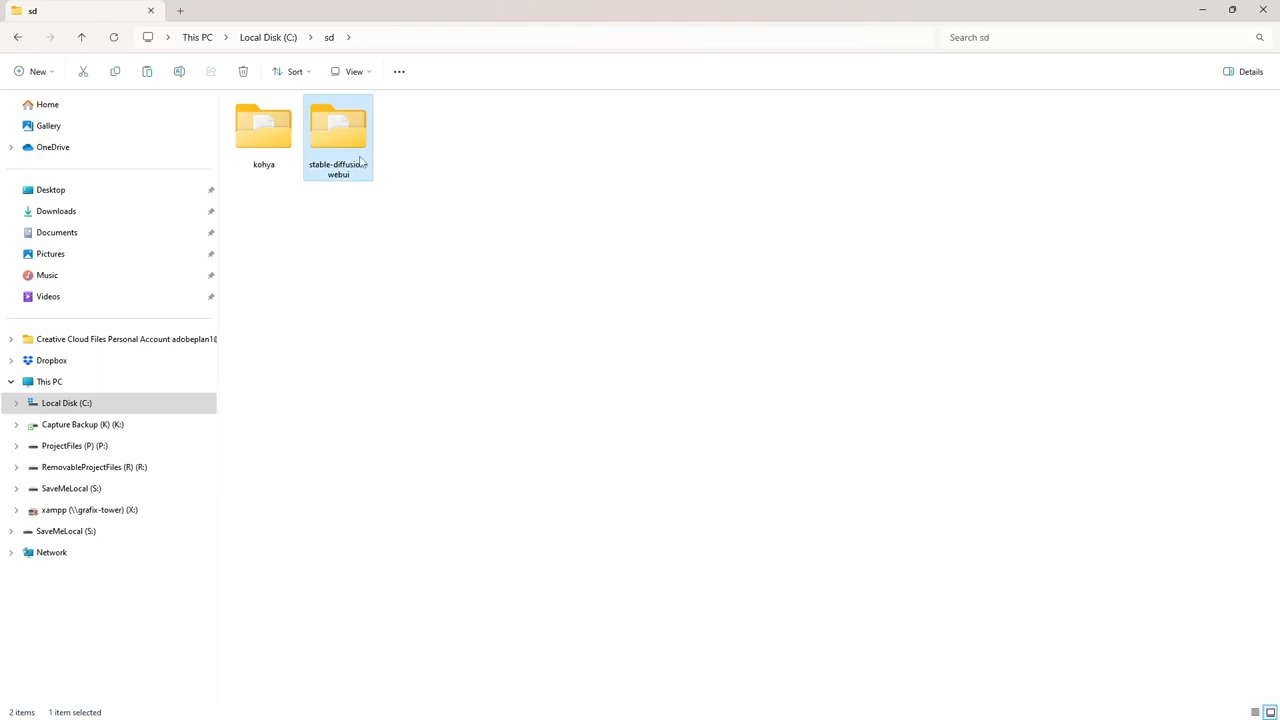 sd
This PC
Local Disk (C:)
sd
Search sd
New
Sort
View
Details
Home
Gallery
OneDrive
Desktop
Downloads
Documents
Pictures
Music
Videos
Creative Cloud Files Personal Account adobeplan1@
Dropbox
This PC
Local Disk (C:)
Capture Backup (K) (K:)
ProjectFiles (P) (P:)
RemovableProjectFiles (R) (R:)
SaveMeLocal (S:)
xampp (\\grafix-tower) (X:)
SaveMeLocal (S:)
Network
kohya
stable-diffusion-
webui
2 items
1 item selected